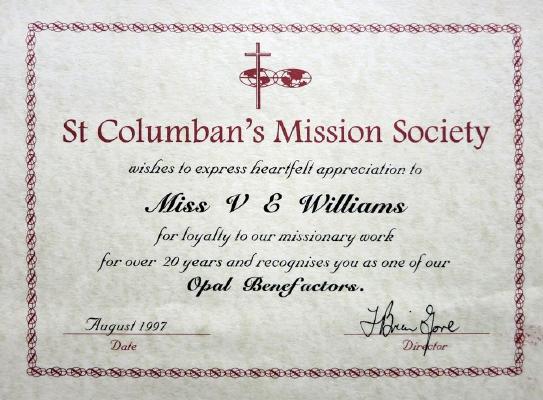 St Columban's Mission Society
wishes to express heartfelt appreciation to
Miss V E Williams
for loyalty to our missionary work
for over 20 years and recognises you as one of our
Opal Benefactors.
August 1997
Date
Director